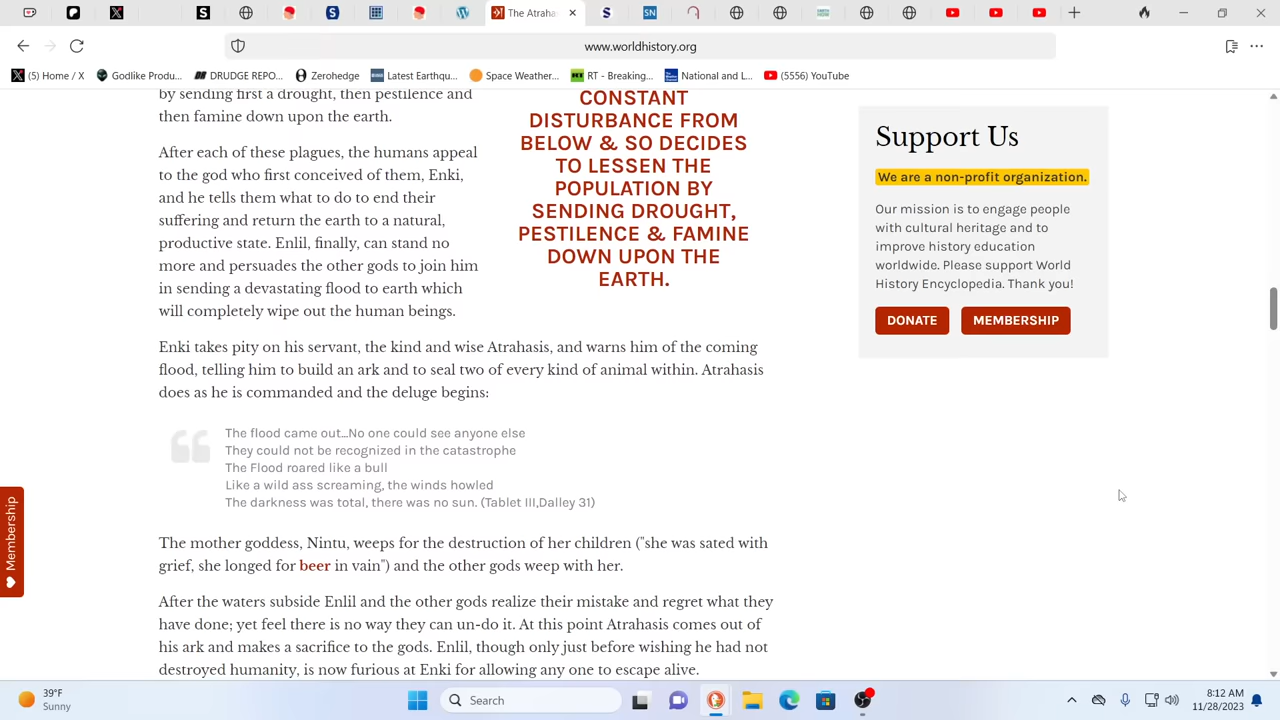 The Atraha
SN
www.worldhistory.org
(5) Home / X
Godlike Produ...
DRUDGE REPO...
Zerohedge
Latest Earthqu...
Space Weather...
RT - Breaking...
National and L...
(5556) YouTube
by sending first a drought, then pestilence and
then famine down upon the earth.
After each of these plagues, the humans appeal
to the god who first conceived of them, Enki,
and he tells them what to do to end their
suffering and return the earth to a natural,
productive state. Enlil, finally, can stand no
more and persuades the other gods to join him
in sending a devastating flood to earth which
will completely wipe out the human beings.
CONSTANT
DISTURBANCE FROM
BELOW & SO DECIDES
TO LESSEN THE
POPULATION BY
SENDING DROUGHT,
PESTILENCE & FAMINE
DOWN UPON THE
EARTH.
Enki takes pity on his servant, the kind and wise Atrahasis, and warns him of the coming
flood, telling him to build an ark and to seal two of every kind of animal within. Atrahasis
does as he is commanded and the deluge begins:
The flood came out...No one could see anyone else
They could not be recognized in the catastrophe
The Flood roared like a bull
Like a wild ass screaming, the winds howled
The darkness was total, there was no sun. (Tablet III,Dalley 31)
The mother goddess, Nintu, weeps for the destruction of her children ("she was sated with
grief, she longed for beer in vain") and the other gods weep with her.
After the waters subside Enlil and the other gods realize their mistake and regret what they
have done; yet feel there is no way they can un-do it. At this point Atrahasis comes out of
his ark and makes a sacrifice to the gods. Enlil, though only just before wishing he had not
destroyed humanity, is now furious at Enki for allowing any one to escape alive.
Support Us
We are a non-profit organization.
Our mission is to engage people
with cultural heritage and to
improve history education
worldwide. Please support World
History Encyclopedia. Thank you!
DONATE
MEMBERSHIP
Membership
39°F
Sunny
Search
8:12 AM
11/28/2023